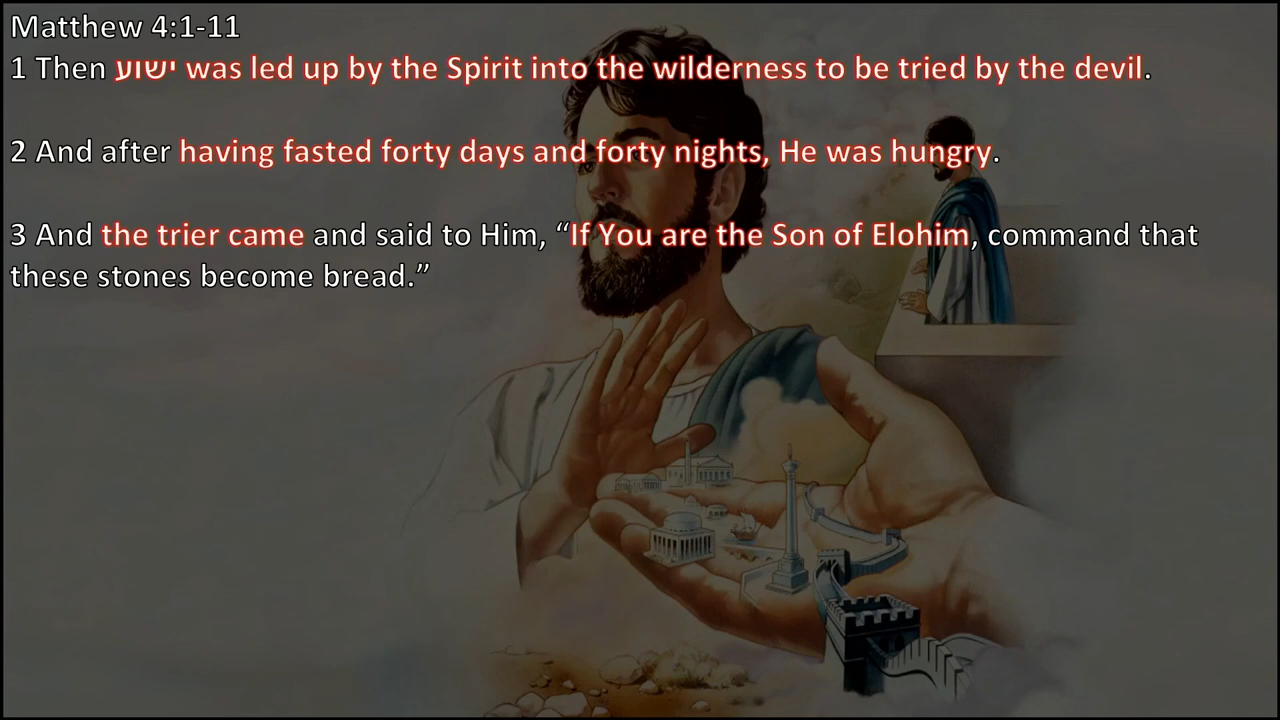 Matthew 4:1-11
1 Then ישוע was led up by the Spirit into the wilderness to be tried by the devil.
2 And after having fasted forty days and forty nights, He was hungry.
3 And the trier came and said to Him, “If You are the Son of Elohim, command that
these stones become bread.”